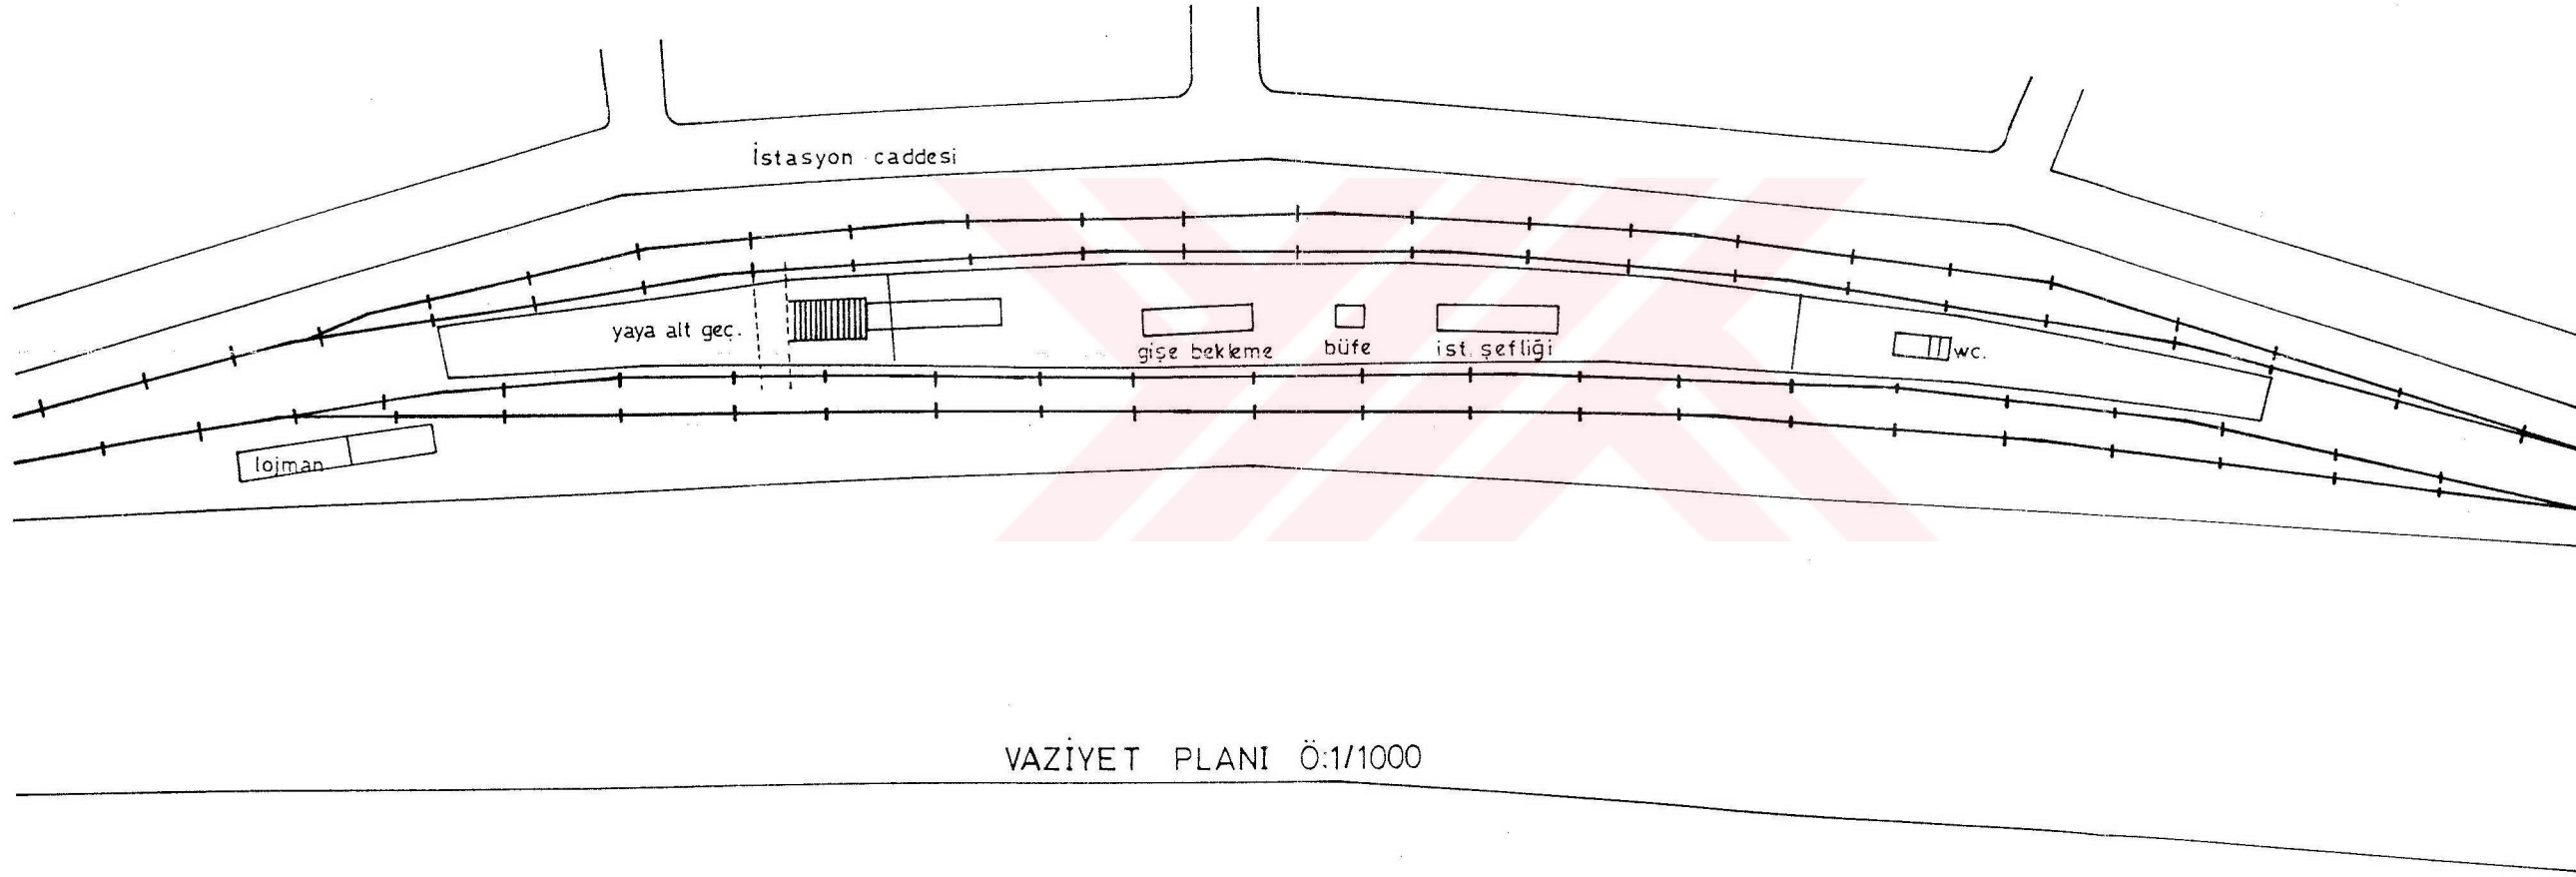 İstasyon caddesi
yaya alt geç.
gişe bekleme
büfe
ist. şefliği
wc.
lojman
VAZİYET PLANI Ö:1/1000